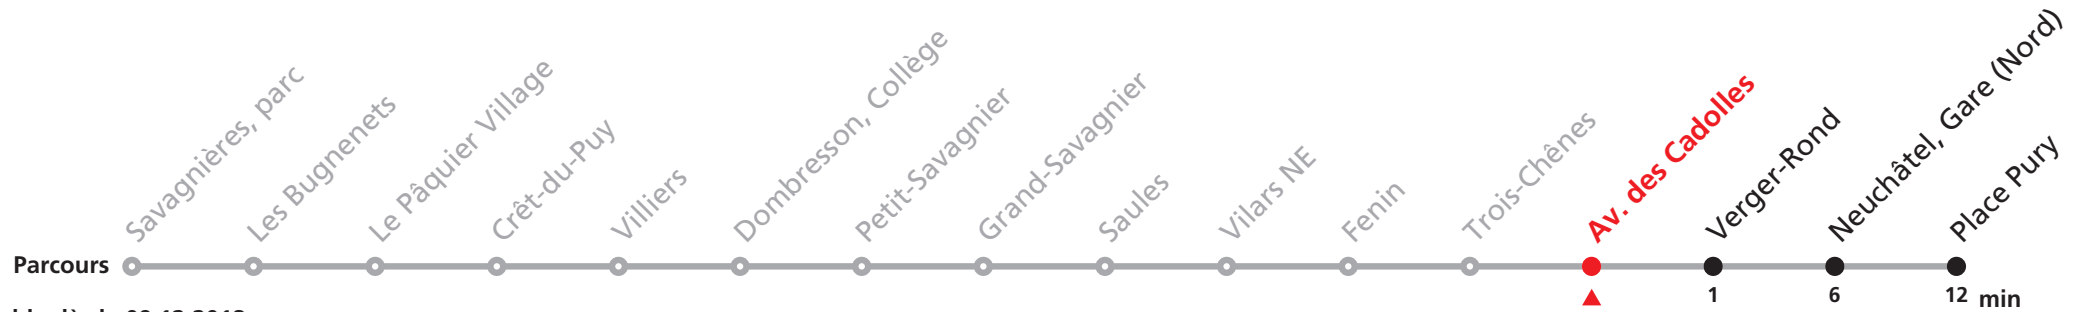 Savagnières, parc
Les Bugnenets
Le Pâquier Village
Crêt-du-Puy
Villiers
Dombresson, Collège
Petit-Savagnier
Grand-Savagnier
Saules
Vilars NE
Fenin
Trois-Chênes
Av. des Cadolles
Verger-Rond
Neuchâtel, Gare (Nord)
Place Pury
Parcours
1 6 12 min